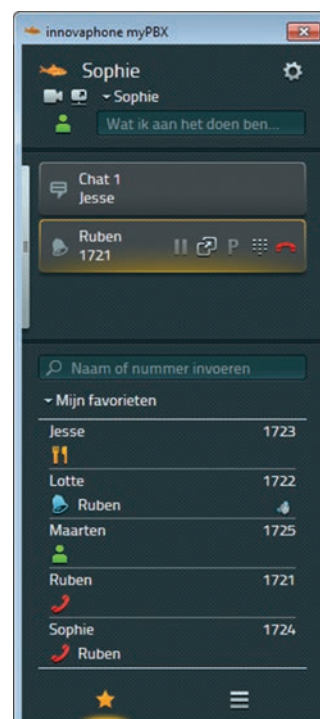 innovaphone myPBX
Sophie
Sophie
Wat ik aan het doen ben...
Chat 1
Jesse
Ruben
1721
P
Naam of nummer invoeren
Mijn favorieten
Jesse 1723
Lotte 1722
Ruben
Maarten 1725
Ruben 1721
Sophie 1724
Ruben